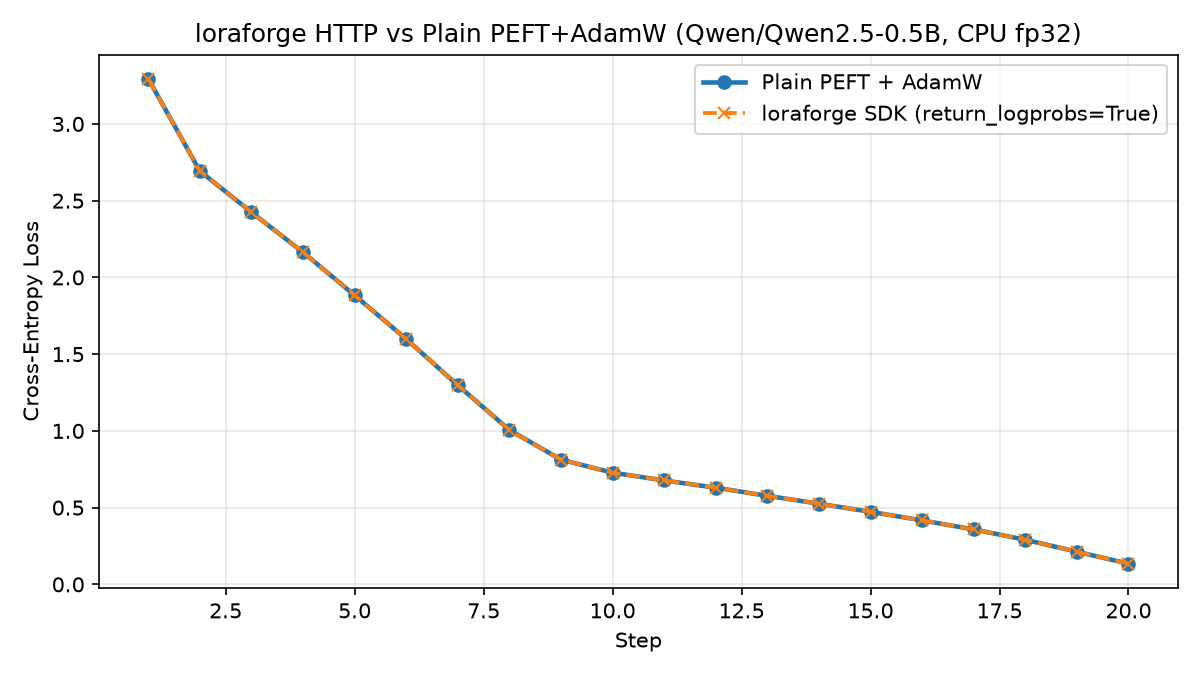 loraforge HTTP vs Plain PEFT+AdamW (Qwen/Qwen2.5-0.5B, CPU fp32)
Plain PEFT + AdamW
loraforge SDK (return_logprobs=True)
Cross-Entropy Loss
3.0
2.5
2.0
1.5
1.0
0.5
0.0
2.5 5.0 7.5 10.0 12.5 15.0 17.5 20.0
Step